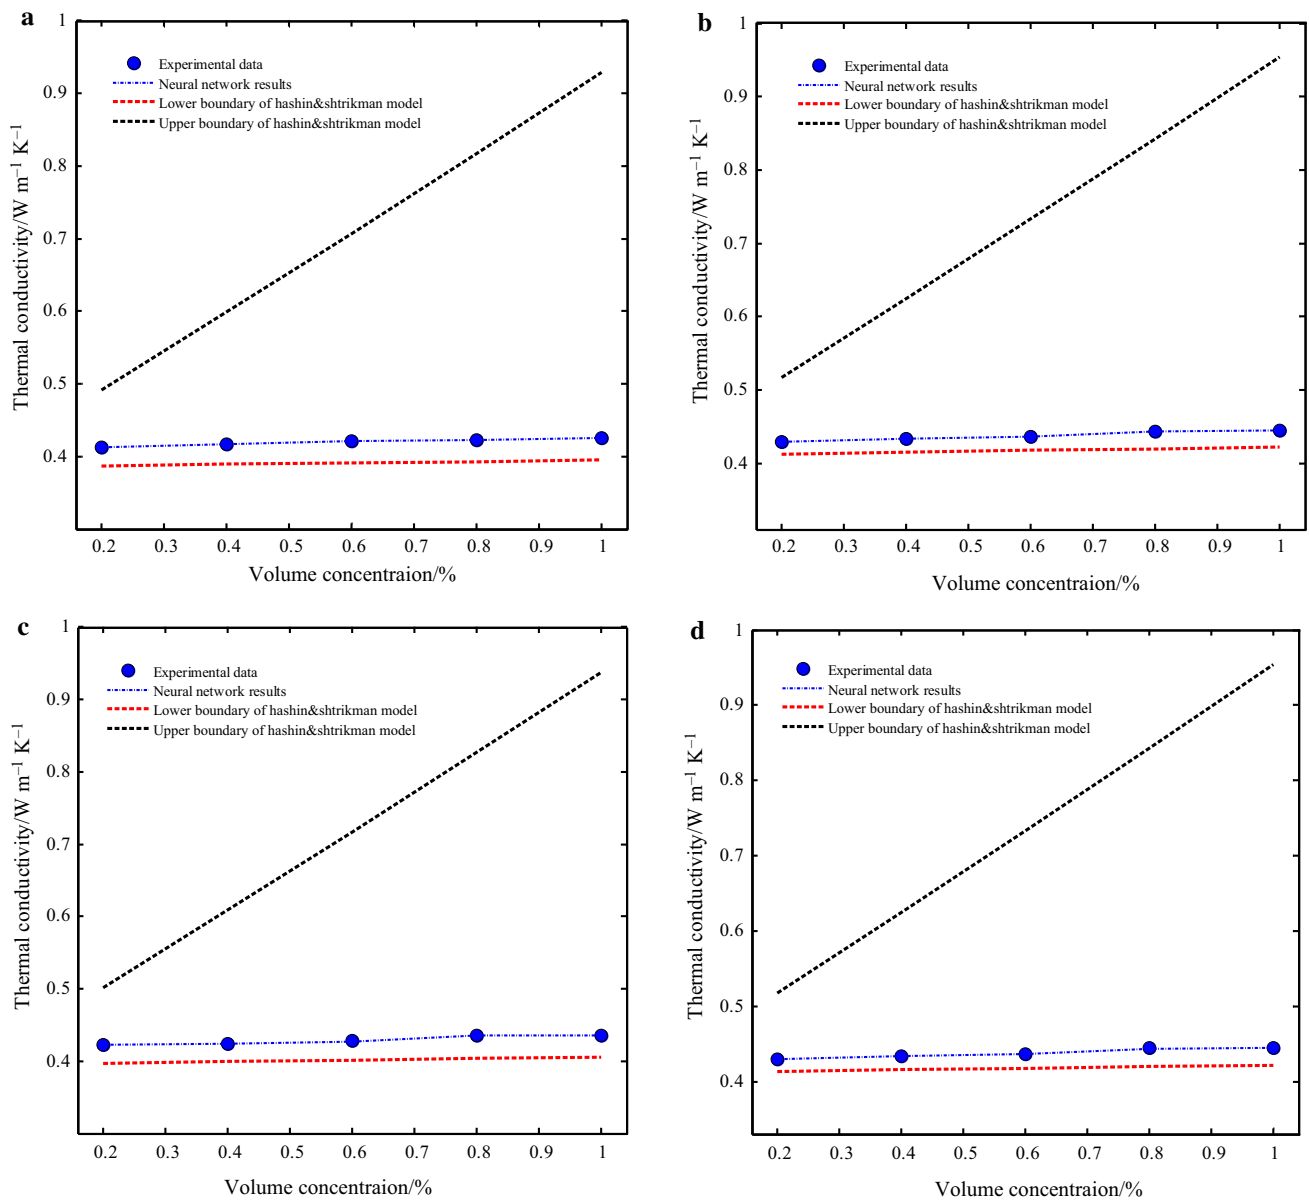 a
1
0.9
0.8
0.7
0.6
0.5
0.4
Thermal conductivity/W m⁻¹ K⁻¹
Experimental data
Neural network results
Lower boundary of hashin&shtrikman model
Upper boundary of hashin&shtrikman model
0.2 0.3 0.4 0.5 0.6 0.7 0.8 0.9 1
Volume concentraion/%
b
1
0.9
0.8
0.7
0.6
0.5
0.4
Thermal conductivity/W m⁻¹ K⁻¹
Experimental data
Neural network results
Lower boundary of hashin&shtrikman model
Upper boundary of hashin&shtrikman model
0.2 0.3 0.4 0.5 0.6 0.7 0.8 0.9 1
Volume concentraion/%
c
1
0.9
0.8
0.7
0.6
0.5
0.4
Thermal conductivity/W m⁻¹ K⁻¹
Experimental data
Neural network results
Lower boundary of hashin&shtrikman model
Upper boundary of hashin&shtrikman model
0.2 0.3 0.4 0.5 0.6 0.7 0.8 0.9 1
Volume concentraion/%
d
1
0.9
0.8
0.7
0.6
0.5
0.4
Thermal conductivity/W m⁻¹ K⁻¹
Experimental data
Neural network results
Lower boundary of hashin&shtrikman model
Upper boundary of hashin&shtrikman model
0.2 0.3 0.4 0.5 0.6 0.7 0.8 0.9 1
Volume concentraion/%